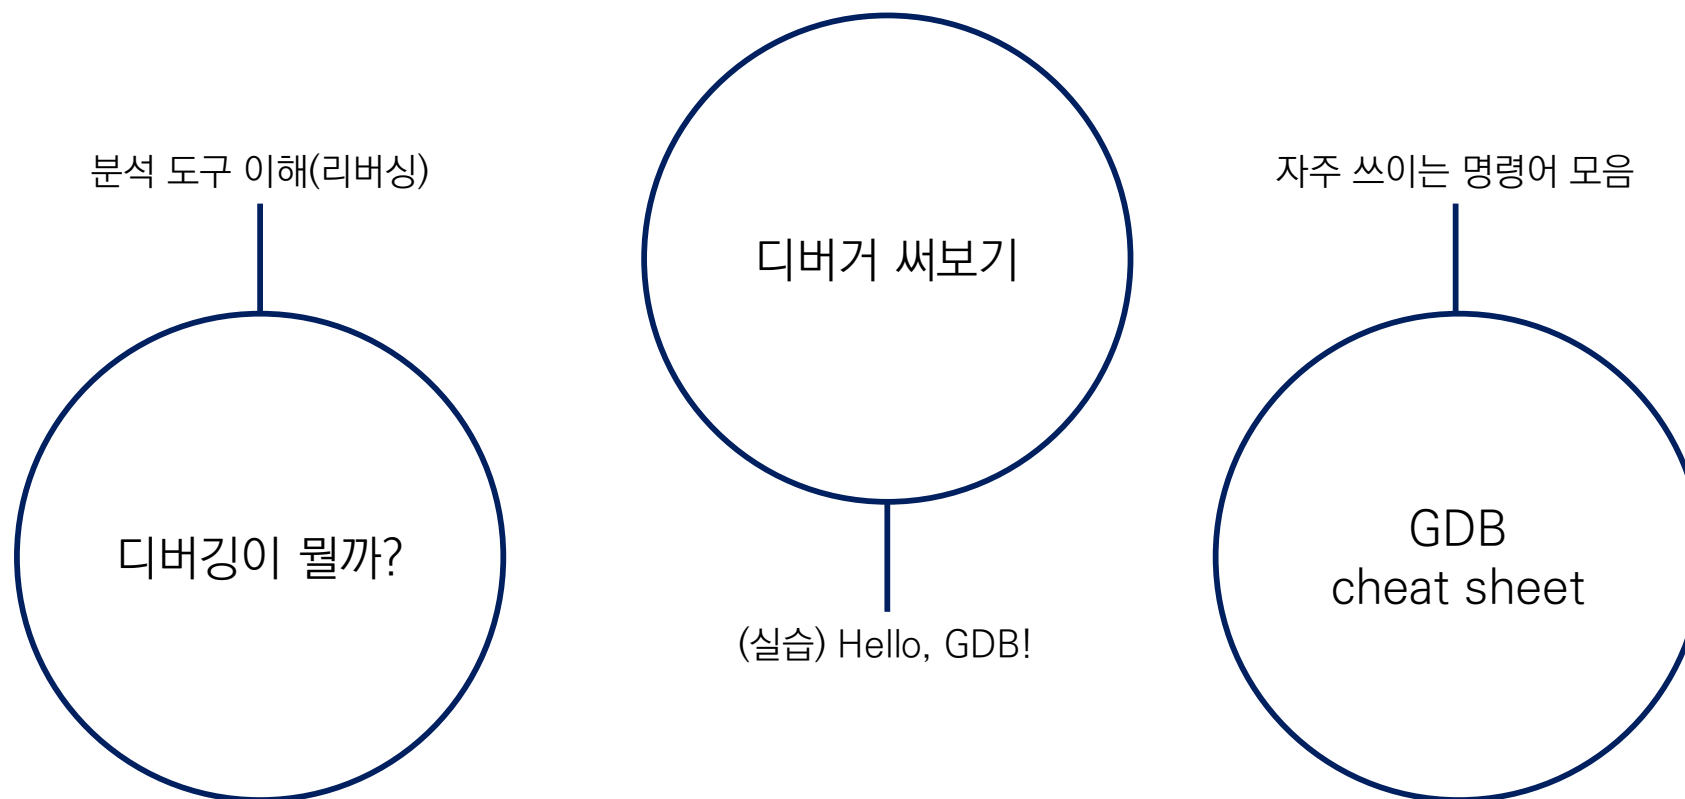 분석 도구 이해(리버싱)
디버깅이 뭘까?
디버거 써보기
(실습) Hello, GDB!
자주 쓰이는 명령어 모음
GDB
cheat sheet